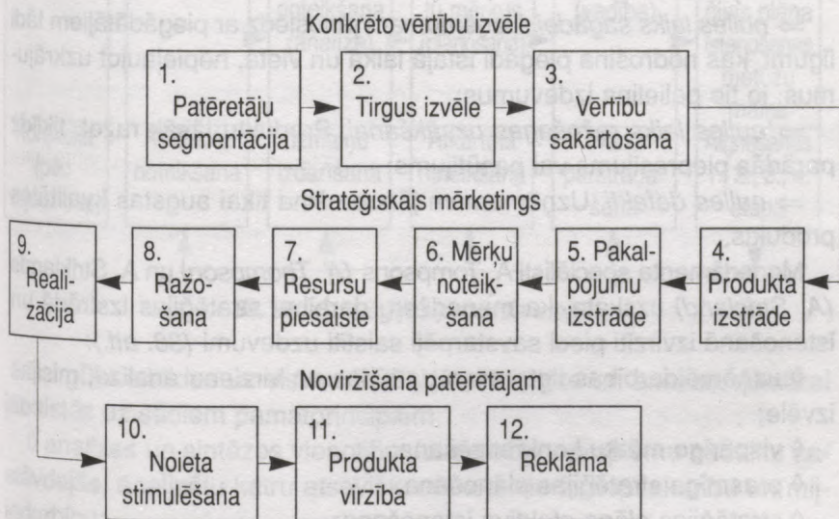 Konkrēto vērtību izvēle
1.
Patēretāju
segmentācija
2.
Tirgus izvēle
3.
Vērtību
sakārtošana
Stratēģiskais mārketings
9.
Reali-
zācija
8.
Ražo-
šana
7.
Resursu
piesaiste
6. Mērķu
noteik-
šana
5. Pakal-
pojumu
izstrāde
4.
Produkta
izstrāde
Novirzīšana patērētājam
10.
Noieta
stimulēšana
11.
Produkta
virzība
12.
Reklāma